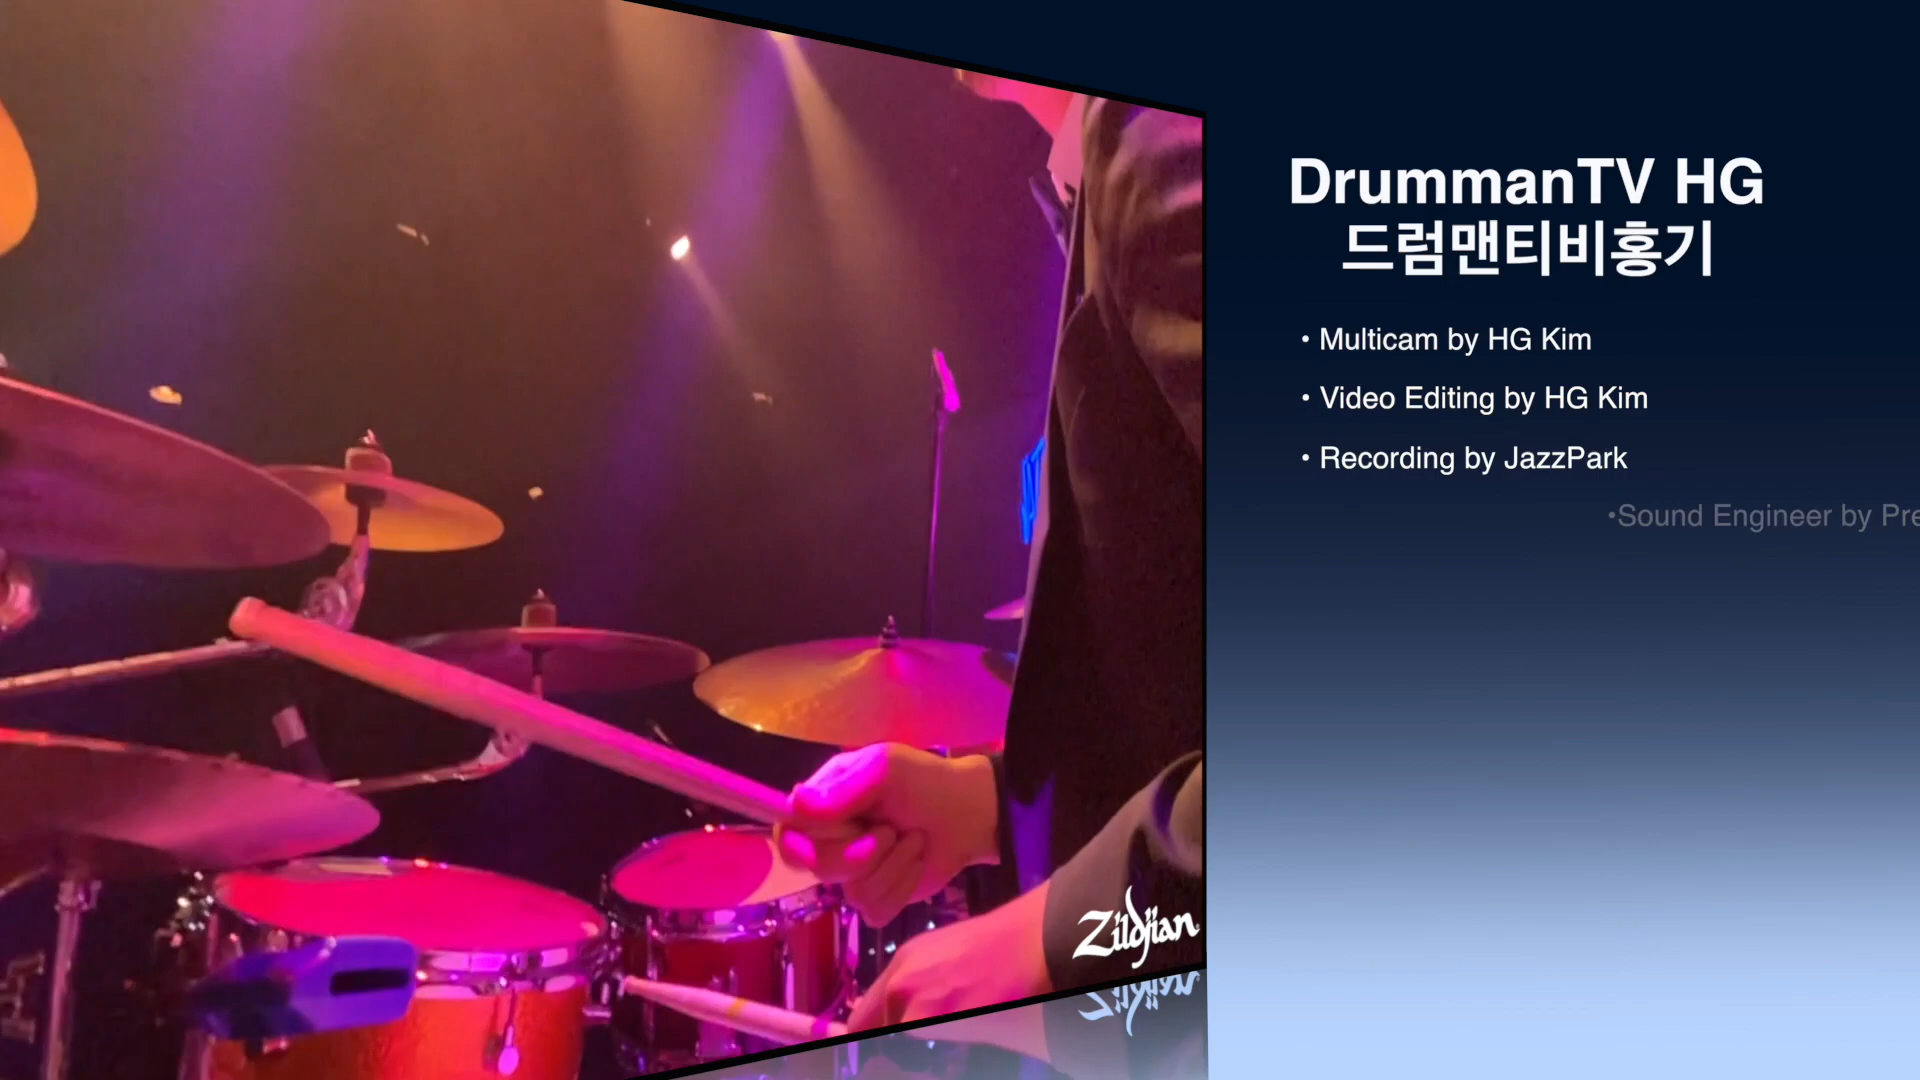 DrummanTV HG
드럼맨티비홍기
• Multicam by HG Kim
• Video Editing by HG Kim
• Recording by JazzPark
•Sound Engineer by Pre
Zildjian